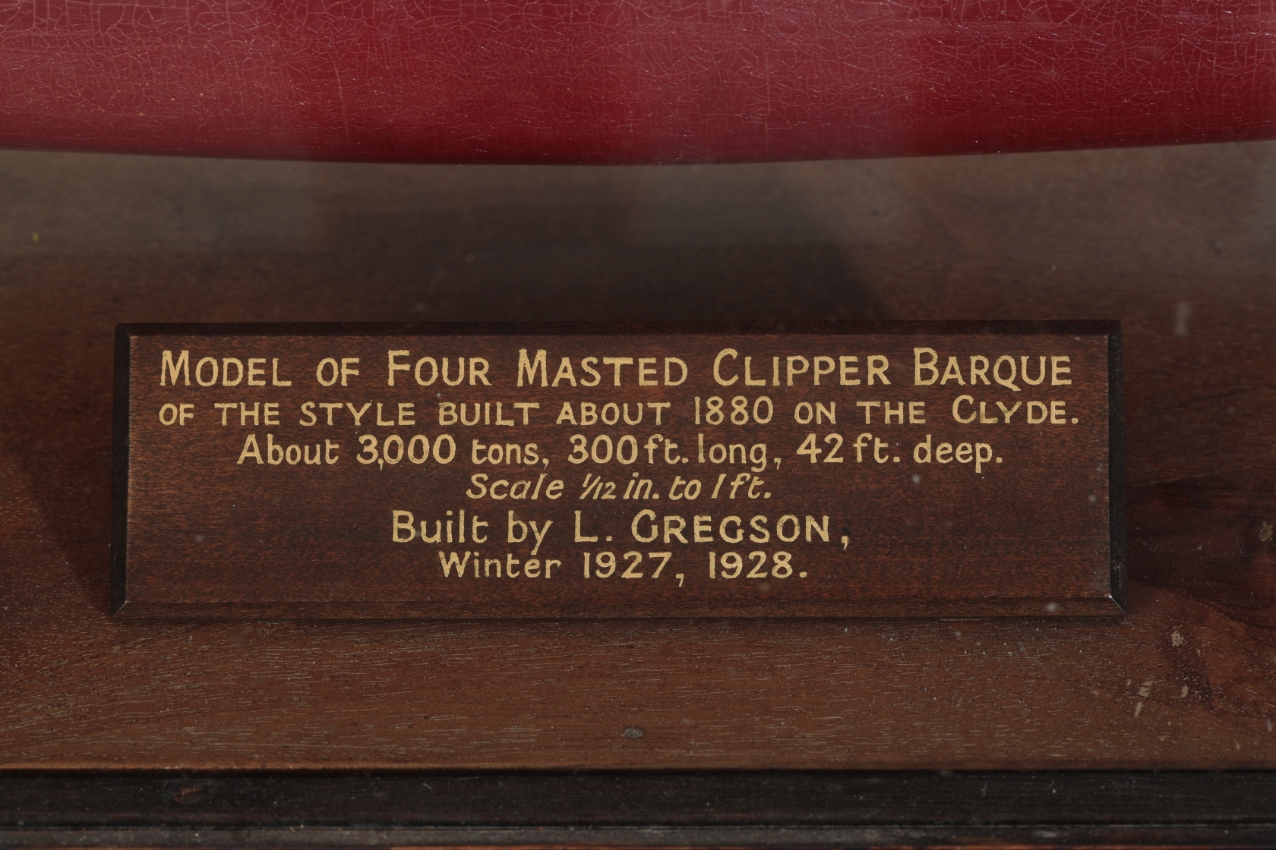 MODEL OF FOUR MASTED CLIPPER BARQUE
OF THE STYLE BUILT ABOUT 1880 ON THE CLYDE.
About 3,000 tons, 300 ft. long, 42 ft. deep.
Scale 1/12 in. to 1 ft.
Built by L. GREGSON,
Winter 1927, 1928.